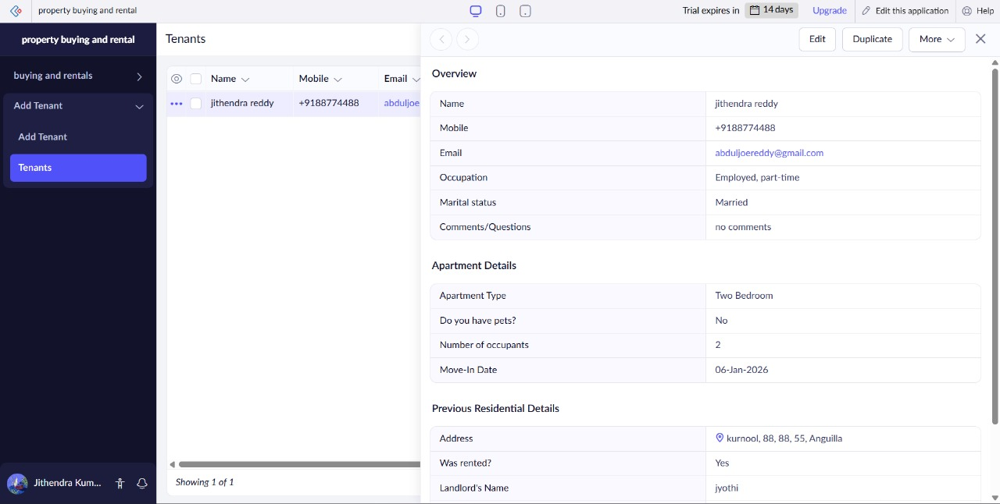 property buying and rental
Trial expires in 14 days Upgrade Edit this application Help
property buying and rental
buying and rentals
Add Tenant
Add Tenant
Tenants
Jithendra Kum...
Tenants
Name Mobile Email
jithendra reddy +9188774488 abduljoe
Showing 1 of 1
Edit Duplicate More
Overview
Name jithendra reddy
Mobile +9188774488
Email abduljoereddy@gmail.com
Occupation Employed, part-time
Marital status Married
Comments/Questions no comments
Apartment Details
Apartment Type Two Bedroom
Do you have pets? No
Number of occupants 2
Move-In Date 06-Jan-2026
Previous Residential Details
Address kurnool, 88, 88, 55, Anguilla
Was rented? Yes
Landlord's Name jyothi